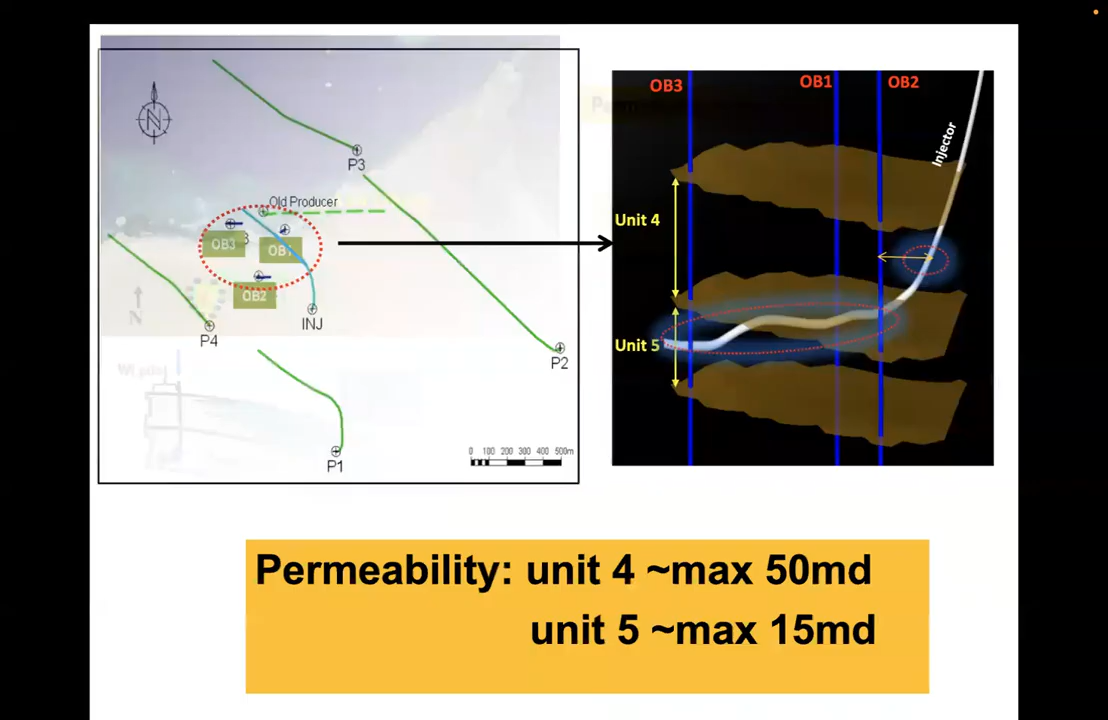 N
P3
Old Producer
OB3
3
OB1
OB2
INJ
P4
N
P2
P1
0 100 200 300 400 500m
OB3
OB1
OB2
Injector
Unit 4
Unit 5
Permeability: unit 4 ~max 50md
unit 5 ~max 15md